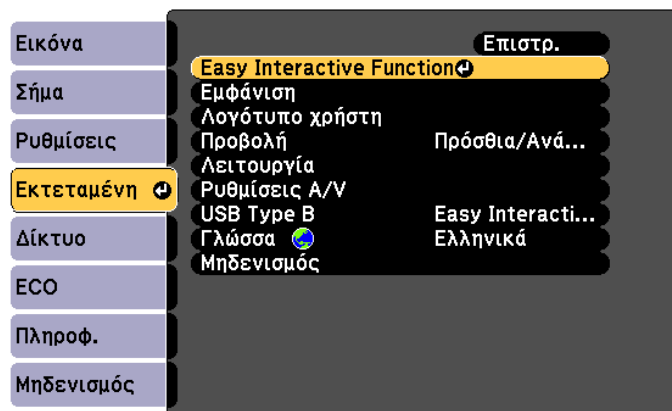 Εικόνα
Σήμα
Ρυθμίσεις
Εκτεταμένη
Δίκτυο
ECO
Πληροφ.
Μηδενισμός
Επιστρ.
Easy Interactive Function
Εμφάνιση
Λογότυπο χρήστη
Προβολή Πρόσθια/Ανά...
Λειτουργία
Ρυθμίσεις A/V
USB Type B Easy Interacti...
Γλώσσα Ελληνικά
Μηδενισμός